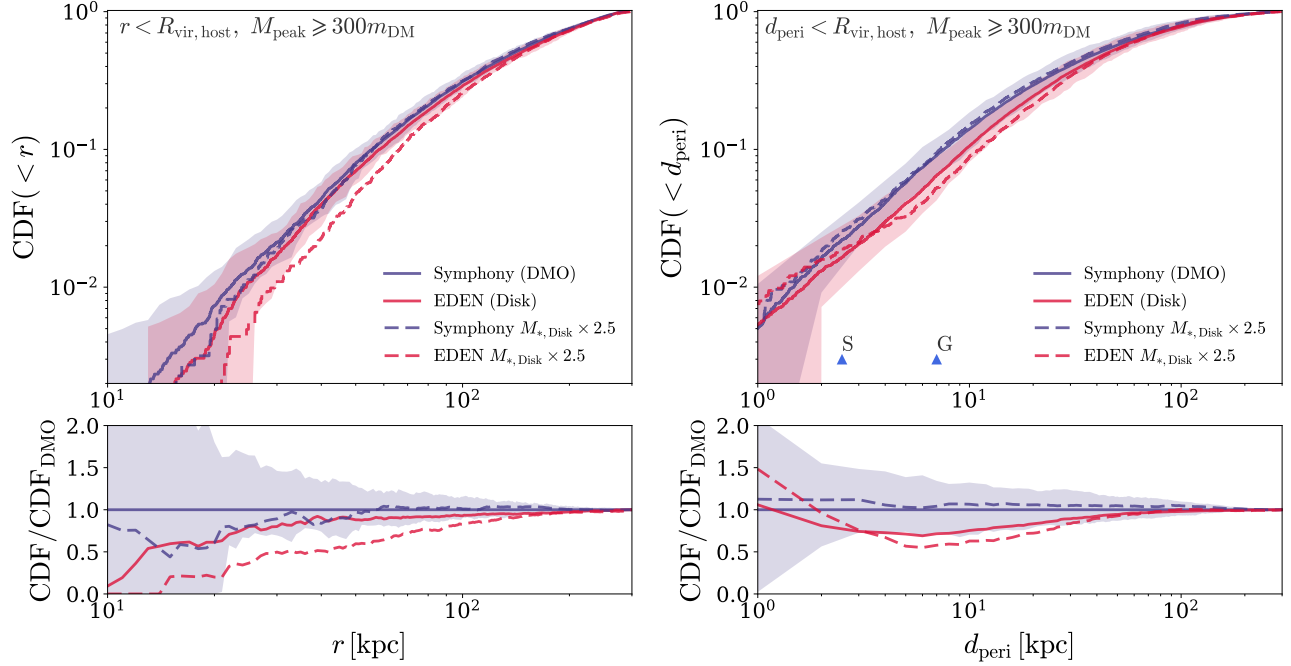 r < R_vir,host, M_peak ⩾ 300m_DM
CDF(< r)
10^0
10^−1
10^−2
Symphony (DMO)
EDEN (Disk)
Symphony M_*,Disk × 2.5
EDEN M_*,Disk × 2.5
10^1
10^2
CDF/CDF_DMO
2.0
1.5
1.0
0.5
0.0
10^1
10^2
r [kpc]
d_peri < R_vir,host, M_peak ⩾ 300m_DM
CDF(< d_peri)
10^0
10^−1
10^−2
Symphony (DMO)
EDEN (Disk)
Symphony M_*,Disk × 2.5
EDEN M_*,Disk × 2.5
S
G
10^0
10^1
10^2
CDF/CDF_DMO
2.0
1.5
1.0
0.5
0.0
10^0
10^1
10^2
d_peri [kpc]